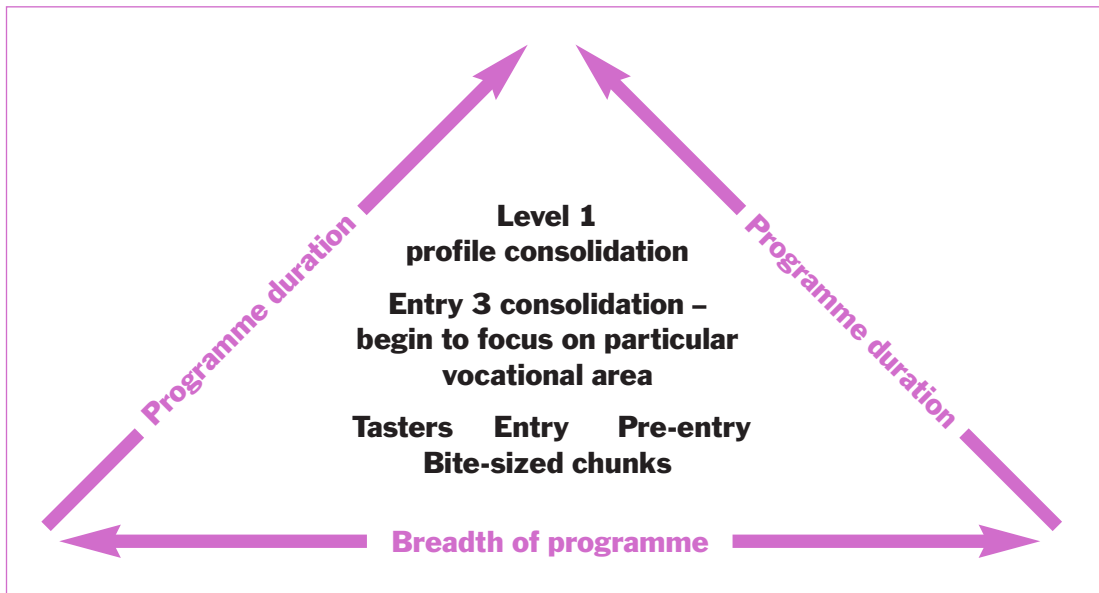 Programme duration
Programme duration
Level 1
profile consolidation
Entry 3 consolidation –
begin to focus on particular
vocational area
Tasters Entry Pre-entry
Bite-sized chunks
Breadth of programme